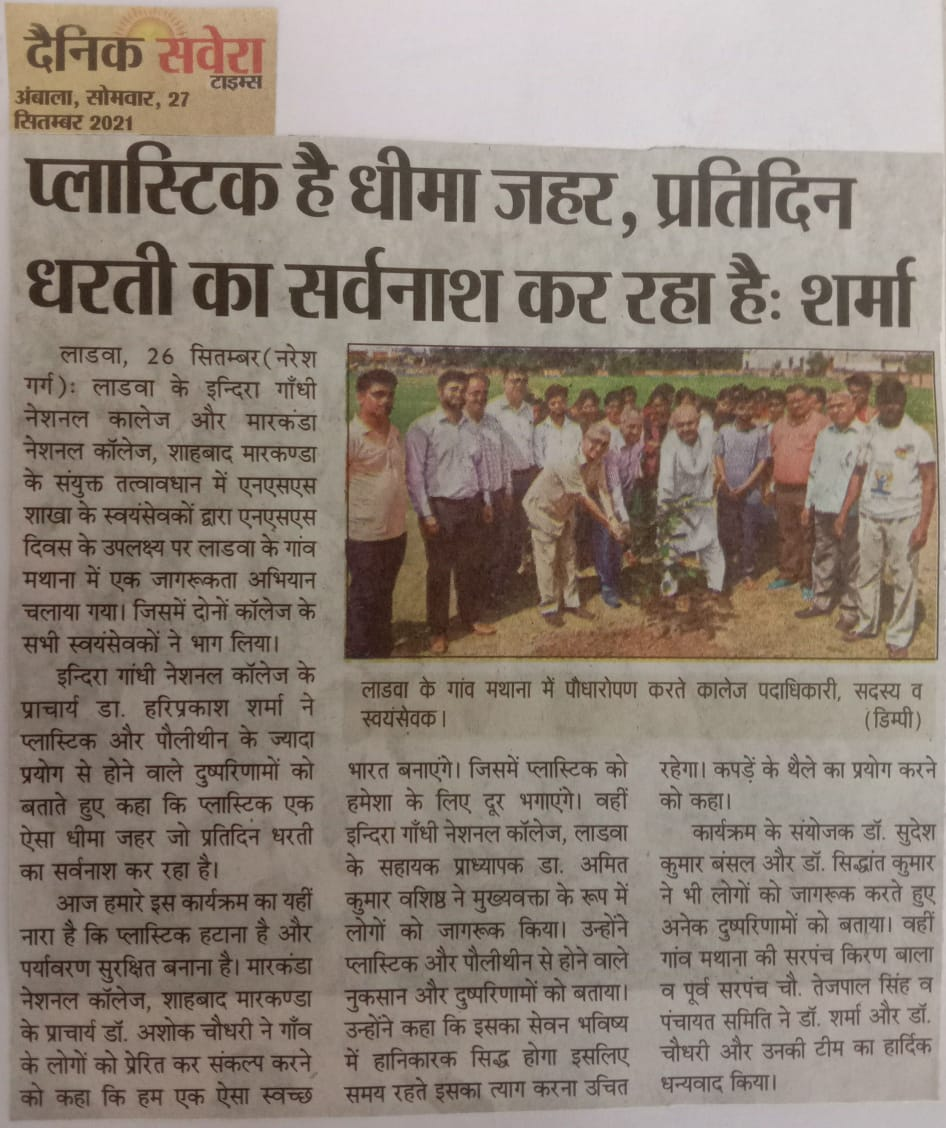 दैनिक सवेरा
टाइम्स
अंबाला, सोमवार, 27
सितम्बर 2021
प्लास्टिक है धीमा जहर, प्रतिदिन
धरती का सर्वनाश कर रहा है: शर्मा
लाडवा, 26 सितम्बर(नरेश
गर्ग): लाडवा के इन्दिरा गाँधी
नेशनल कालेज और मारकंडा
नेशनल कॉलेज, शाहबाद मारकण्डा
के संयुक्त तत्वावधान में एनएसएस
शाखा के स्वयंसेवकों द्वारा एनएसएस
दिवस के उपलक्ष्य पर लाडवा के गांव
मथाना में एक जागरूकता अभियान
चलाया गया। जिसमें दोनों कॉलेज के
सभी स्वयंसेवकों ने भाग लिया।
इन्दिरा गांधी नेशनल कॉलेज के
प्राचार्य डा. हरिप्रकाश शर्मा ने
प्लास्टिक और पौलीथीन के ज्यादा
प्रयोग से होने वाले दुष्परिणामों को
बताते हुए कहा कि प्लास्टिक एक
ऐसा धीमा जहर जो प्रतिदिन धरती
का सर्वनाश कर रहा है।
आज हमारे इस कार्यक्रम का यहीं
नारा है कि प्लास्टिक हटाना है और
पर्यावरण सुरक्षित बनाना है। मारकंडा
नेशनल कॉलेज, शाहबाद मारकण्डा
के प्राचार्य डॉ. अशोक चौधरी ने गाँव
के लोगों को प्रेरित कर संकल्प करने
को कहा कि हम एक ऐसा स्वच्छ
लाडवा के गांव मथाना में पौधारोपण करते कालेज पदाधिकारी, सदस्य व
स्वयंसेवक। (डिम्पी)
भारत बनाएंगे। जिसमें प्लास्टिक को
हमेशा के लिए दूर भगाएंगे। वहीं
इन्दिरा गाँधी नेशनल कॉलेज, लाडवा
के सहायक प्राध्यापक डा. अमित
कुमार वशिष्ठ ने मुख्यवक्ता के रूप में
लोगों को जागरूक किया। उन्होंने
प्लास्टिक और पौलीथीन से होने वाले
नुकसान और दुष्परिणामों को बताया।
उन्होंने कहा कि इसका सेवन भविष्य
में हानिकारक सिद्ध होगा इसलिए
समय रहते इसका त्याग करना उचित
रहेगा। कपड़ें के थैले का प्रयोग करने
को कहा।
कार्यक्रम के संयोजक डॉ. सुदेश
कुमार बंसल और डॉ. सिद्धांत कुमार
ने भी लोगों को जागरूक करते हुए
अनेक दुष्परिणामों को बताया। वहीं
गांव मथाना की सरपंच किरण बाला
व पूर्व सरपंच चौ. तेजपाल सिंह व
पंचायत समिति ने डॉ. शर्मा और डॉ.
चौधरी और उनकी टीम का हार्दिक
धन्यवाद किया।